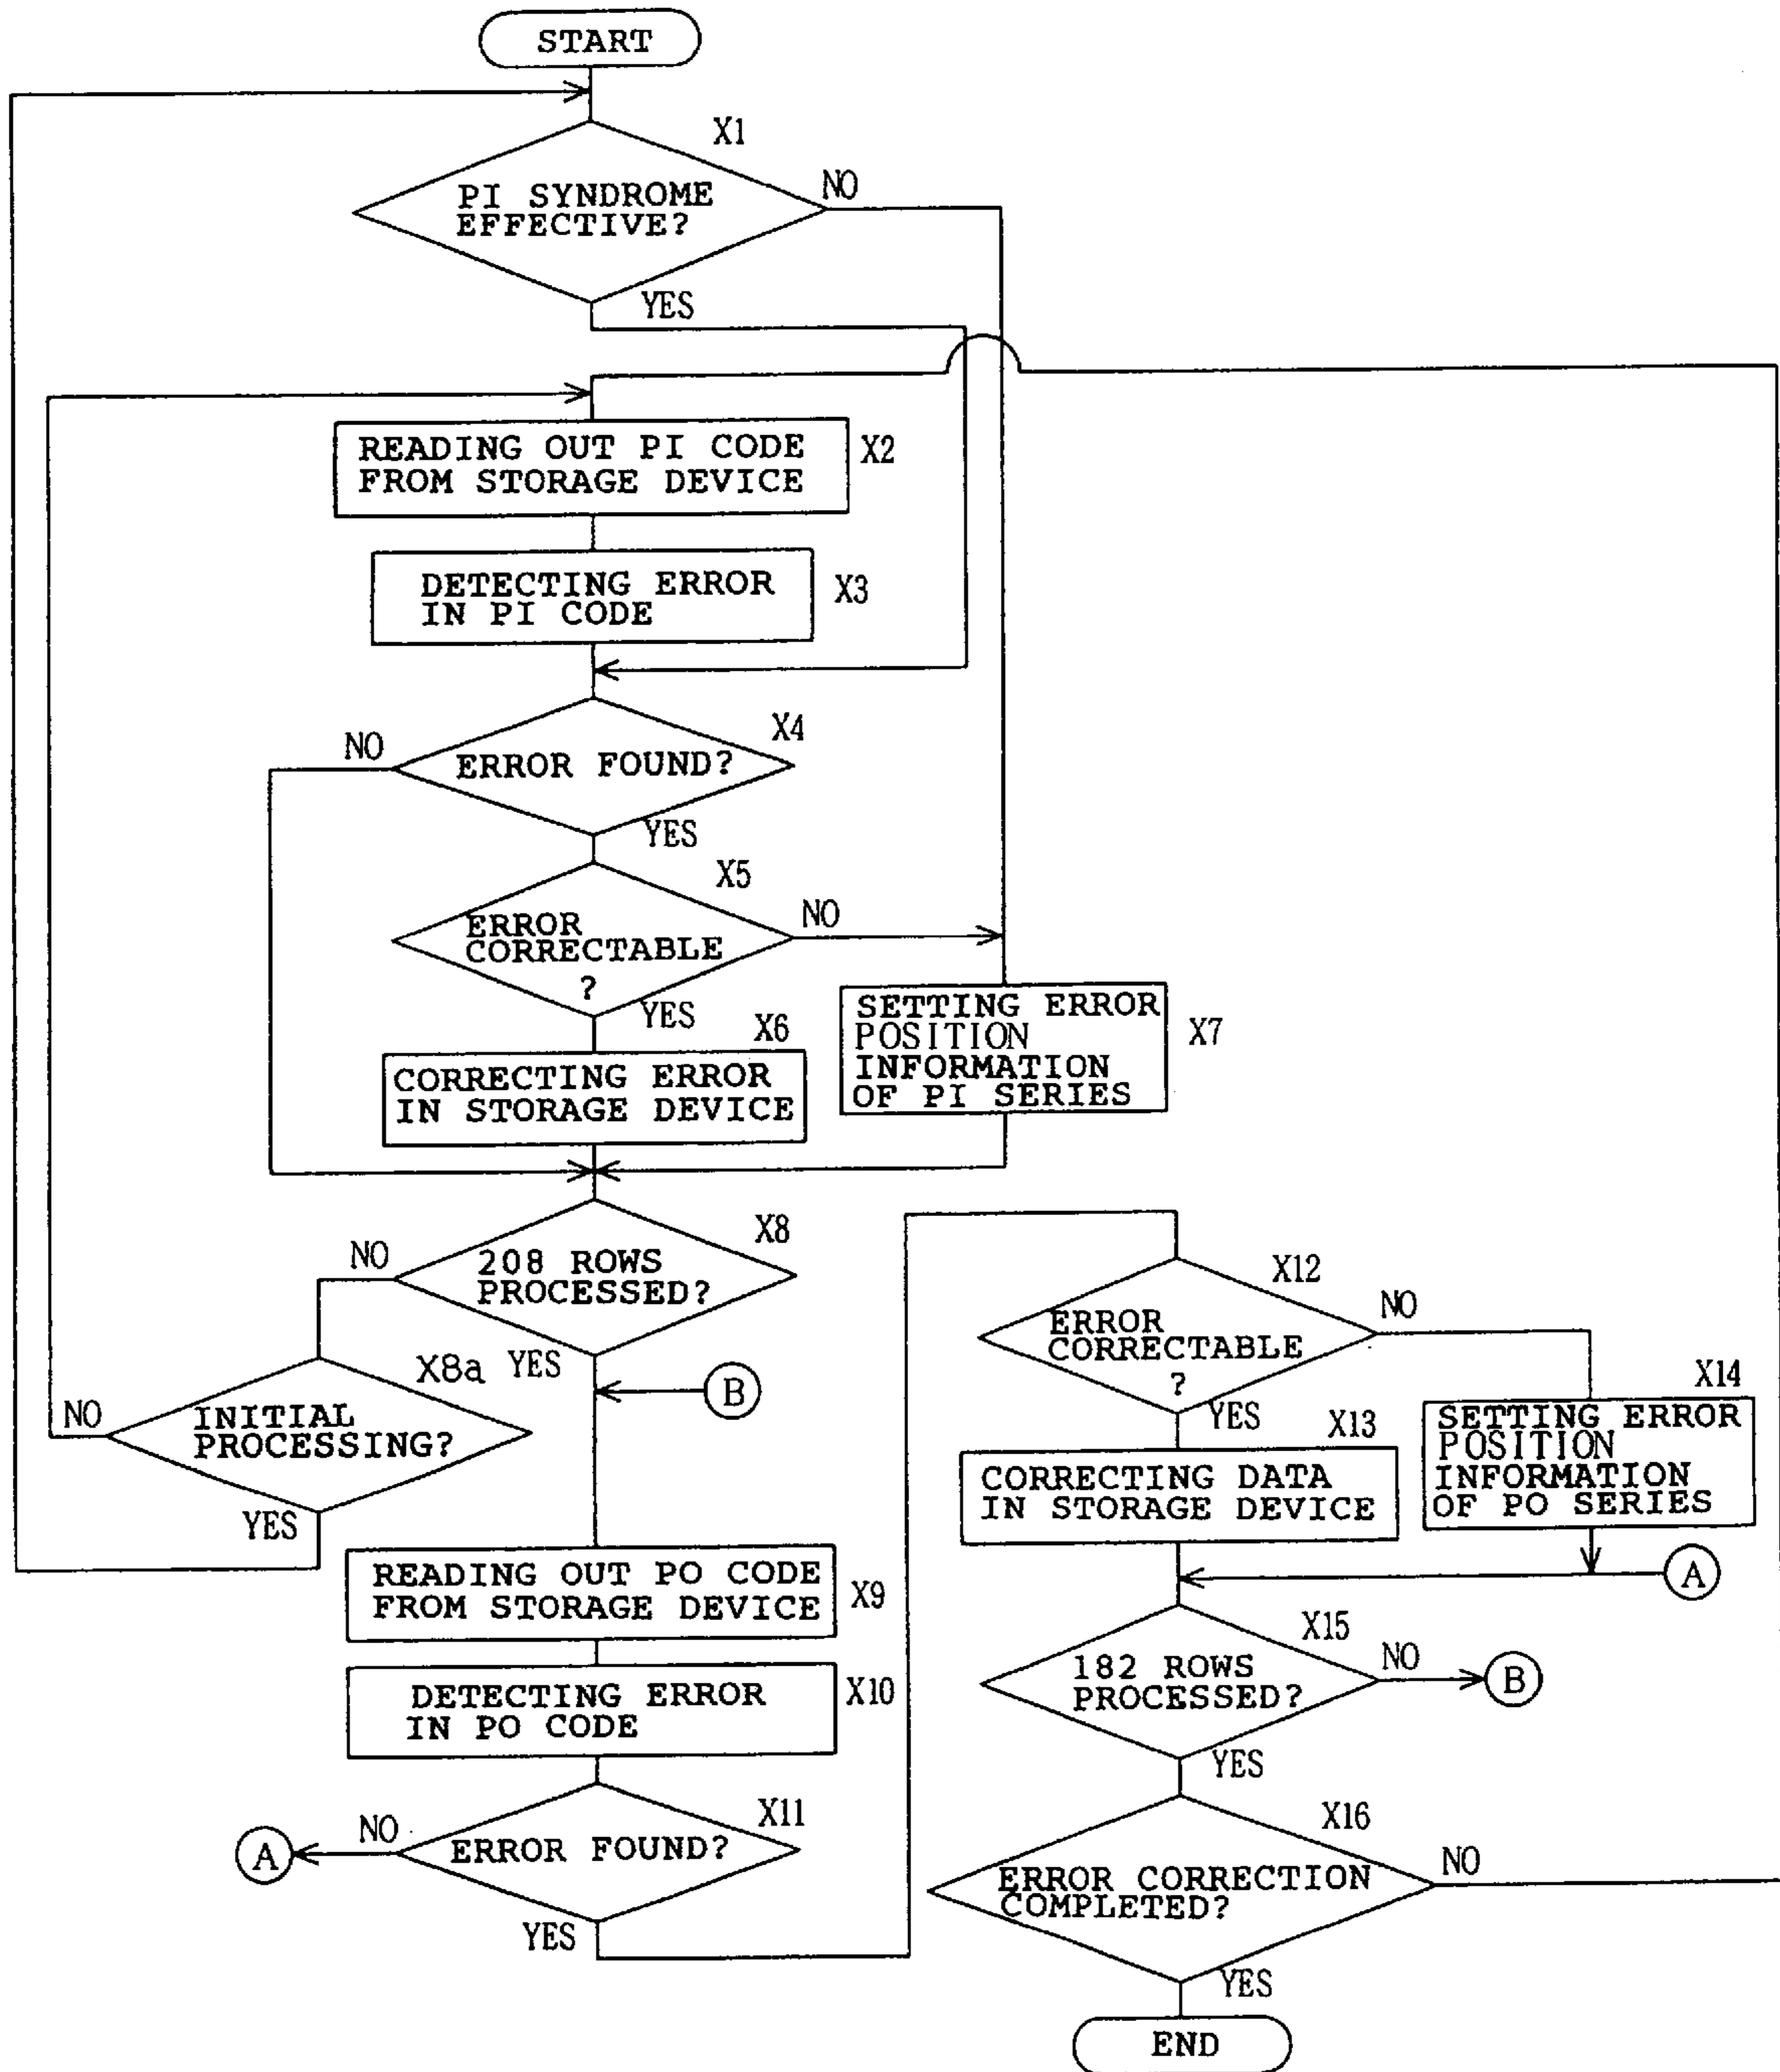 START
X1
PI SYNDROME
EFFECTIVE?
NO
YES
READING OUT PI CODE
FROM STORAGE DEVICE
X2
DETECTING ERROR
IN PI CODE
X3
X4
NO
ERROR FOUND?
YES
X5
ERROR
CORRECTABLE
?
NO
YES
X6
CORRECTING ERROR
IN STORAGE DEVICE
SETTING ERROR
POSITION
INFORMATION
OF PI SERIES
X7
X8
NO
208 ROWS
PROCESSED?
YES
X8a
NO
INITIAL
PROCESSING?
YES
B
READING OUT PO CODE
FROM STORAGE DEVICE
X9
DETECTING ERROR
IN PO CODE
X10
X11
NO
A
ERROR FOUND?
YES
X12
ERROR
CORRECTABLE
?
NO
YES
X13
CORRECTING DATA
IN STORAGE DEVICE
X14
SETTING ERROR
POSITION
INFORMATION
OF PO SERIES
A
X15
182 ROWS
PROCESSED?
NO
B
YES
X16
ERROR CORRECTION
COMPLETED?
NO
YES
END